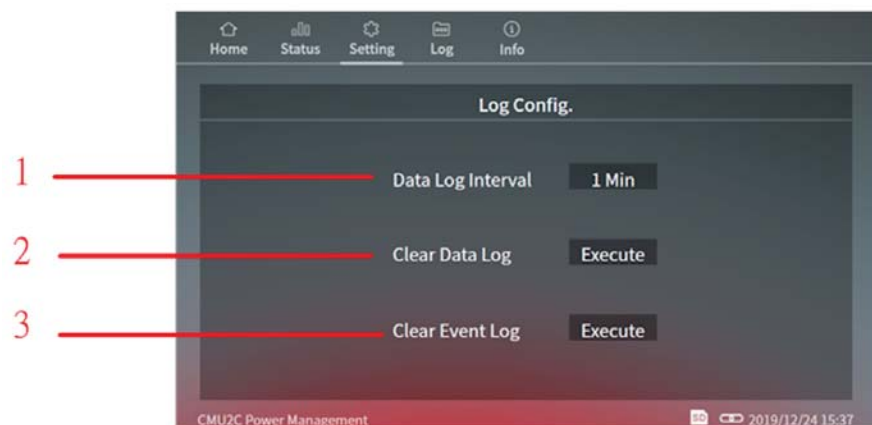 Home Status Setting Log Info
Log Config.
1 Data Log Interval 1 Min
2 Clear Data Log Execute
3 Clear Event Log Execute
CMU2C Power Management SD 2019/12/24 15:37